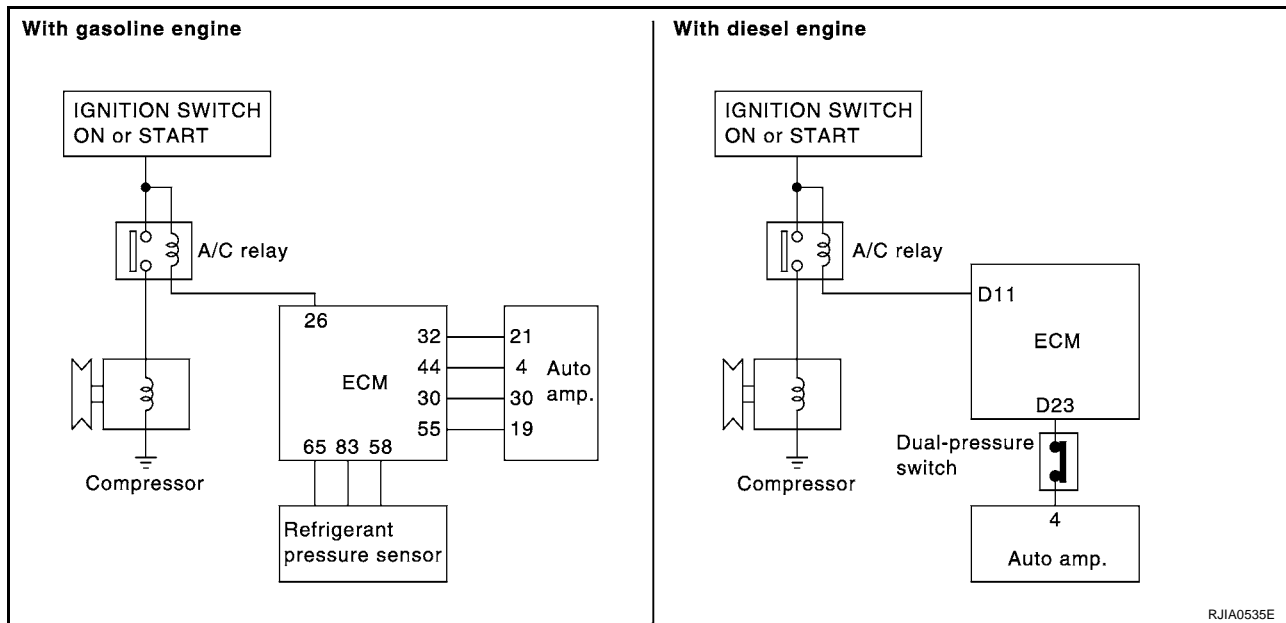 With gasoline engine
IGNITION SWITCH
ON or START
A/C relay
26
32
21
44
4
Auto
amp.
ECM
30
30
55
19
65 83 58
Compressor
Refrigerant
pressure sensor
With diesel engine
IGNITION SWITCH
ON or START
A/C relay
D11
ECM
D23
Dual-pressure
switch
Compressor
4
Auto amp.
RJIA0535E